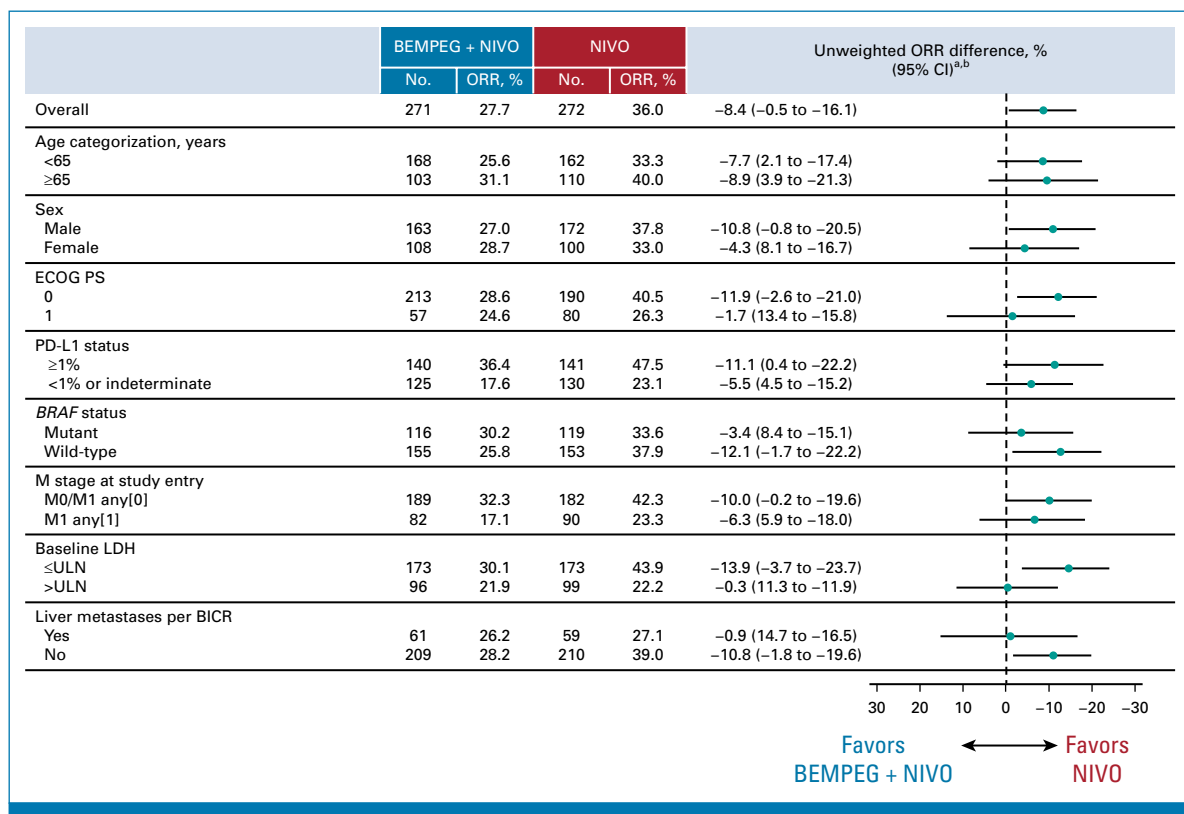 BEMPEG + NIVO NIVO Unweighted ORR difference, %
(95% CI)a,b
No. ORR, % No. ORR, %
Overall 271 27.7 272 36.0 −8.4 (−0.5 to −16.1)
Age categorization, years
<65 168 25.6 162 33.3 −7.7 (2.1 to −17.4)
≥65 103 31.1 110 40.0 −8.9 (3.9 to −21.3)
Sex
Male 163 27.0 172 37.8 −10.8 (−0.8 to −20.5)
Female 108 28.7 100 33.0 −4.3 (8.1 to −16.7)
ECOG PS
0 213 28.6 190 40.5 −11.9 (−2.6 to −21.0)
1 57 24.6 80 26.3 −1.7 (13.4 to −15.8)
PD-L1 status
≥1% 140 36.4 141 47.5 −11.1 (0.4 to −22.2)
<1% or indeterminate 125 17.6 130 23.1 −5.5 (4.5 to −15.2)
BRAF status
Mutant 116 30.2 119 33.6 −3.4 (8.4 to −15.1)
Wild-type 155 25.8 153 37.9 −12.1 (−1.7 to −22.2)
M stage at study entry
M0/M1 any[0] 189 32.3 182 42.3 −10.0 (−0.2 to −19.6)
M1 any[1] 82 17.1 90 23.3 −6.3 (5.9 to −18.0)
Baseline LDH
≤ULN 173 30.1 173 43.9 −13.9 (−3.7 to −23.7)
>ULN 96 21.9 99 22.2 −0.3 (11.3 to −11.9)
Liver metastases per BICR
Yes 61 26.2 59 27.1 −0.9 (14.7 to −16.5)
No 209 28.2 210 39.0 −10.8 (−1.8 to −19.6)
30 20 10 0 −10 −20 −30
Favors Favors
BEMPEG + NIVO NIVO